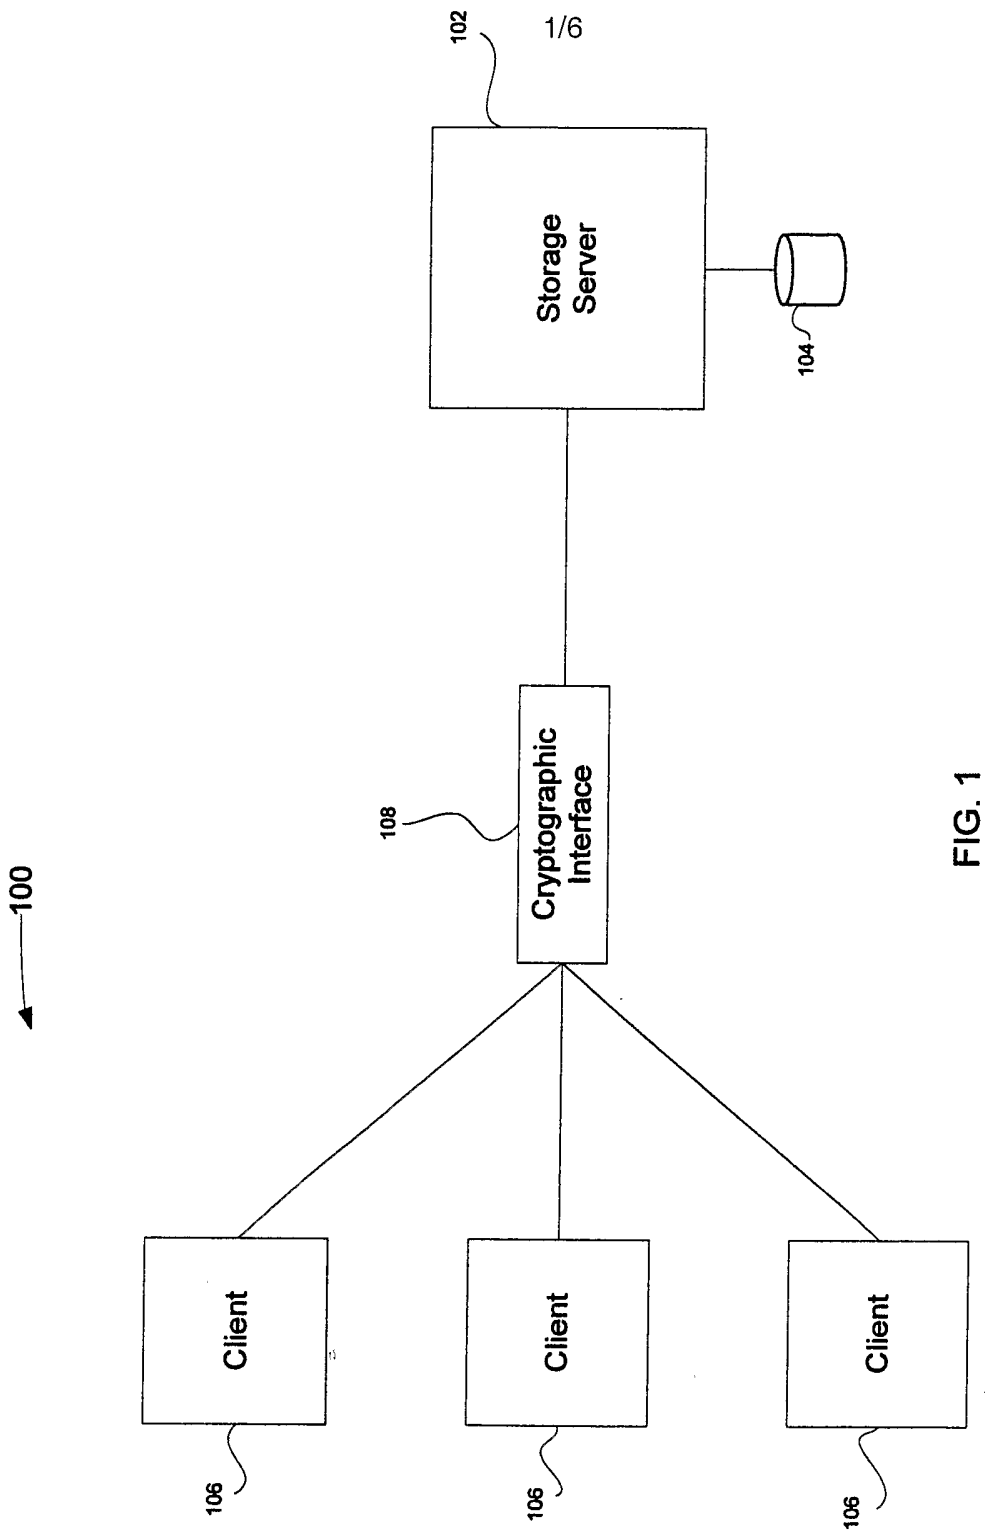 1/6
100
102
Storage
Server
104
108
Cryptographic
Interface
Client
106
Client
106
Client
106
FIG. 1